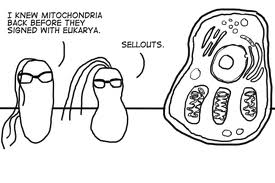 I KNEW MITOCHONDRIA
BACK BEFORE THEY
SIGNED WITH EUKARYA.
SELLOUTS.